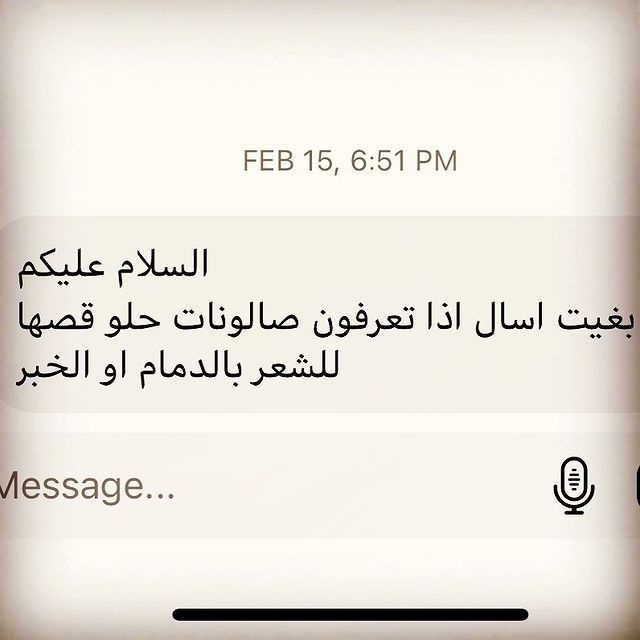 FEB 15, 6:51 PM
السلام عليكم
بغيت اسال اذا تعرفون صالونات حلو قصها
للشعر بالدمام او الخبر
Message...